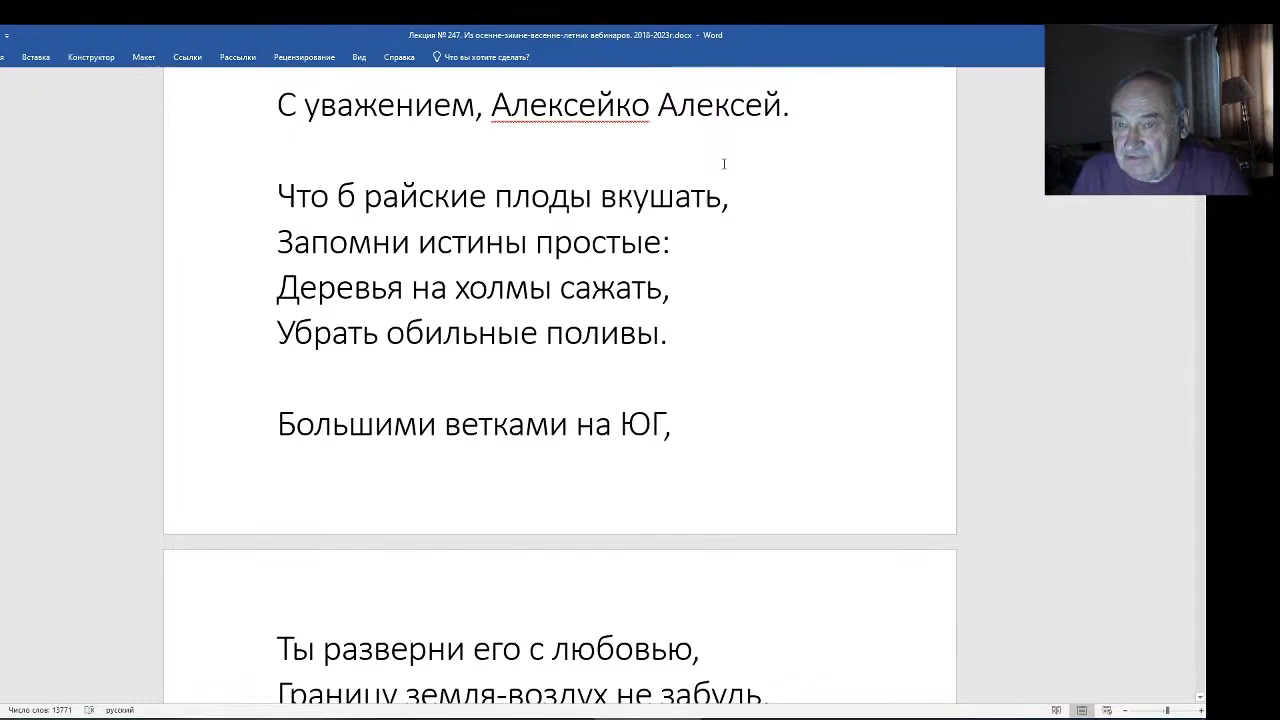 Лекция № 247. Из осенне-зимне-весенне-летних вебинаров. 2018-2023г.docx - Word
я Вставка Конструктор Макет Ссылки Рассылки Рецензирование Вид Справка Что вы хотите сделать?
С уважением, Алексейко Алексей.
Что б райские плоды вкушать,
Запомни истины простые:
Деревья на холмы сажать,
Убрать обильные поливы.
Большими ветками на ЮГ,
Ты разверни его с любовью,
Границу земля-воздух не забудь,
Число слов: 13771 русский